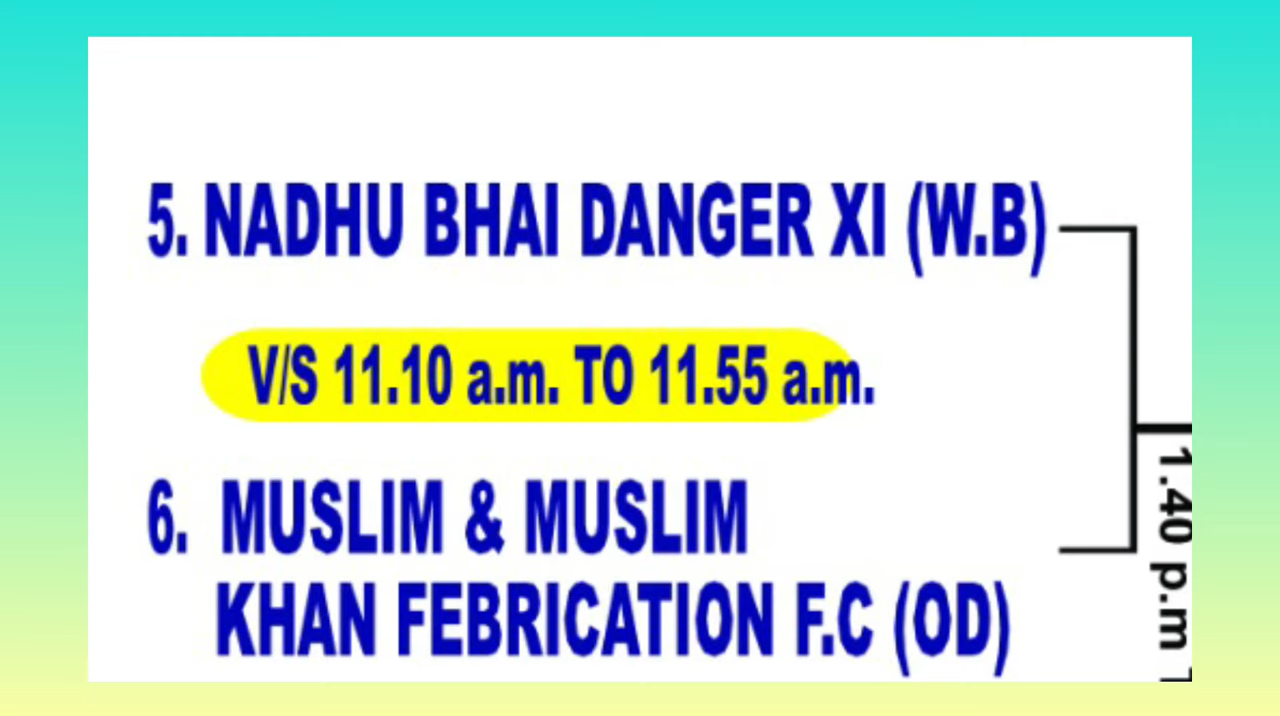 5. NADHU BHAI DANGER XI (W.B)
V/S 11.10 a.m. TO 11.55 a.m.
6. MUSLIM & MUSLIM
KHAN FEBRICATION F.C (OD)
1.40 p.m